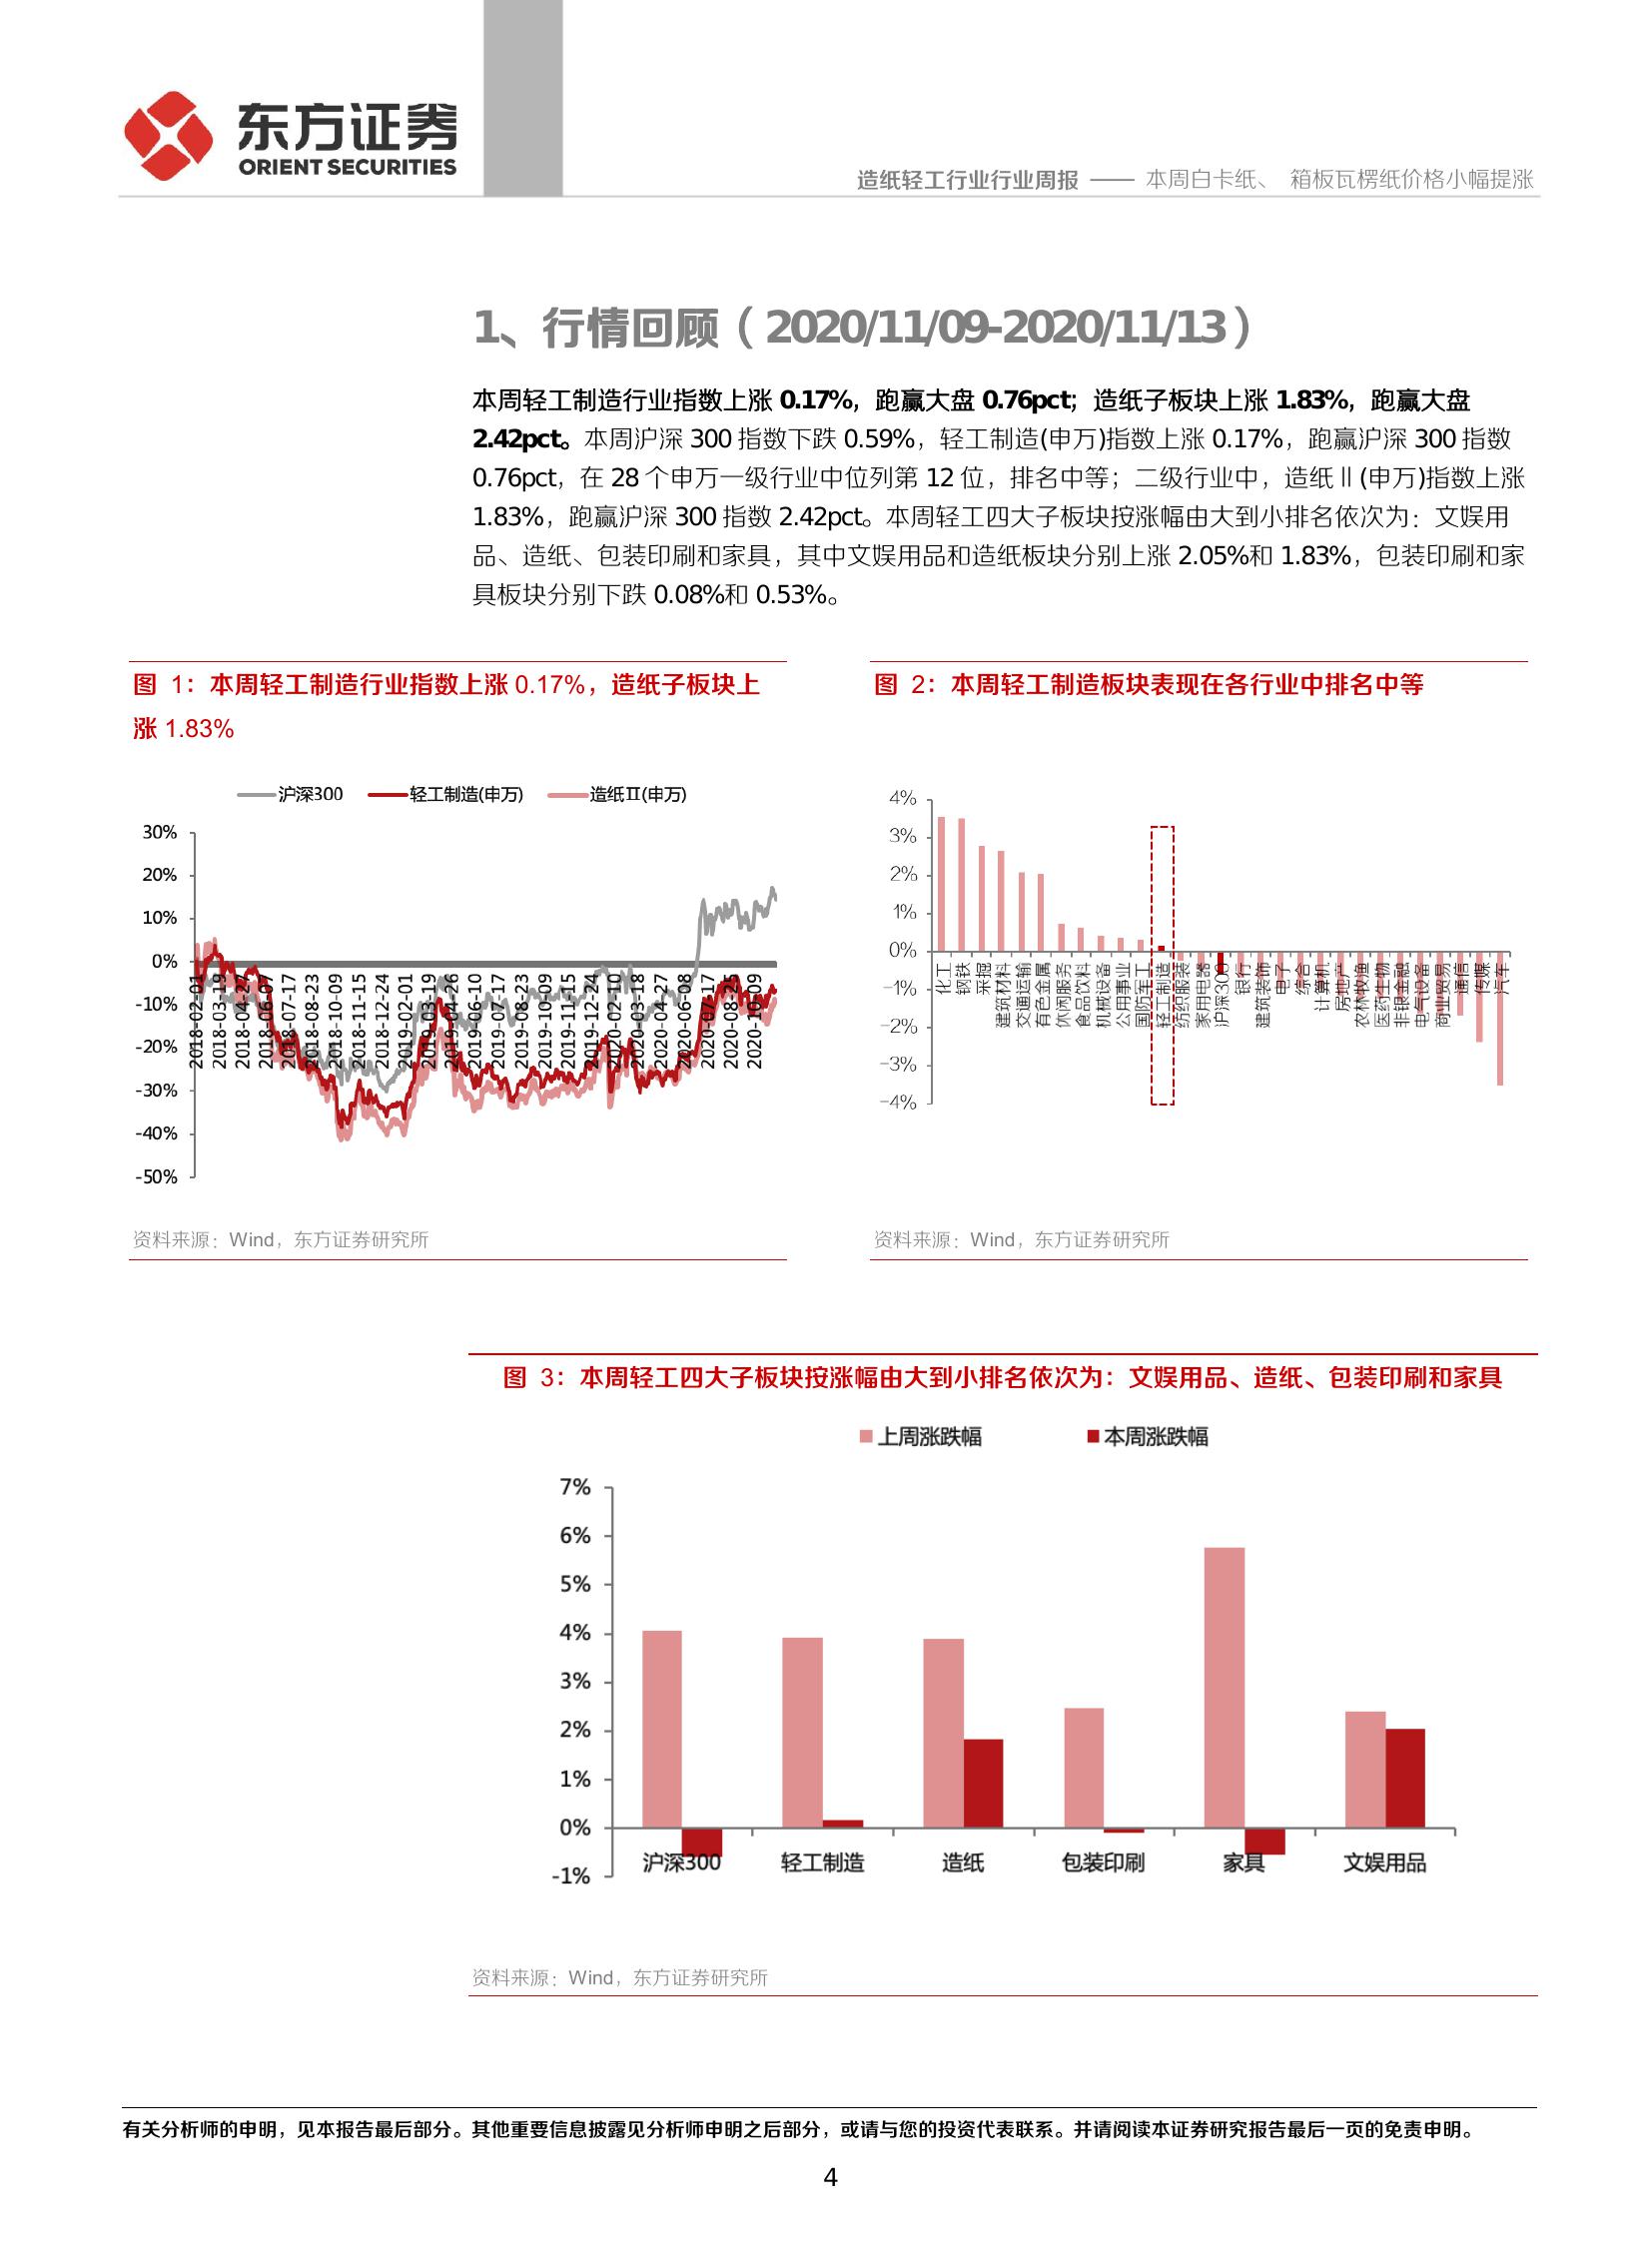 东方证券
ORIENT SECURITIES
造纸轻工行业行业周报 —— 本周白卡纸、 箱板瓦楞纸价格小幅提涨
1、行情回顾（2020/11/09-2020/11/13）
本周轻工制造行业指数上涨 0.17%，跑赢大盘 0.76pct；造纸子板块上涨 1.83%，跑赢大盘
2.42pct。本周沪深 300 指数下跌 0.59%，轻工制造(申万)指数上涨 0.17%，跑赢沪深 300 指数
0.76pct，在 28 个申万一级行业中位列第 12 位，排名中等；二级行业中，造纸Ⅱ(申万)指数上涨
1.83%，跑赢沪深 300 指数 2.42pct。本周轻工四大子板块按涨幅由大到小排名依次为：文娱用
品、造纸、包装印刷和家具，其中文娱用品和造纸板块分别上涨 2.05%和 1.83%，包装印刷和家
具板块分别下跌 0.08%和 0.53%。
图 1：本周轻工制造行业指数上涨 0.17%，造纸子板块上
涨 1.83%
沪深300 轻工制造(申万) 造纸Ⅱ(申万)
30%
20%
10%
0%
-10%
-20%
-30%
-40%
-50%
2018-02-01
2018-03-19
2018-04-27
2018-06-07
2018-07-17
2018-08-23
2018-10-09
2018-11-15
2018-12-24
2019-02-01
2019-03-19
2019-04-26
2019-06-10
2019-07-17
2019-08-23
2019-10-09
2019-11-15
2019-12-24
2020-02-10
2020-03-18
2020-04-27
2020-06-08
2020-07-17
2020-08-25
2020-10-09
资料来源：Wind，东方证券研究所
图 2：本周轻工制造板块表现在各行业中排名中等
4%
3%
2%
1%
0%
-1%
-2%
-3%
-4%
化工
钢铁
采掘
建筑材料
交通运输
有色金属
休闲服务
食品饮料
机械设备
公用事业
国防军工
轻工制造
纺织服装
家用电器
沪深300
银行
建筑装饰
电子
综合
计算机
房地产
农林牧渔
医药生物
非银金融
电气设备
商业贸易
通信
传媒
汽车
资料来源：Wind，东方证券研究所
图 3：本周轻工四大子板块按涨幅由大到小排名依次为：文娱用品、造纸、包装印刷和家具
上周涨跌幅 本周涨跌幅
7%
6%
5%
4%
3%
2%
1%
0%
-1%
沪深300 轻工制造 造纸 包装印刷 家具 文娱用品
资料来源：Wind，东方证券研究所
有关分析师的申明，见本报告最后部分。其他重要信息披露见分析师申明之后部分，或请与您的投资代表联系。并请阅读本证券研究报告最后一页的免责申明。
4